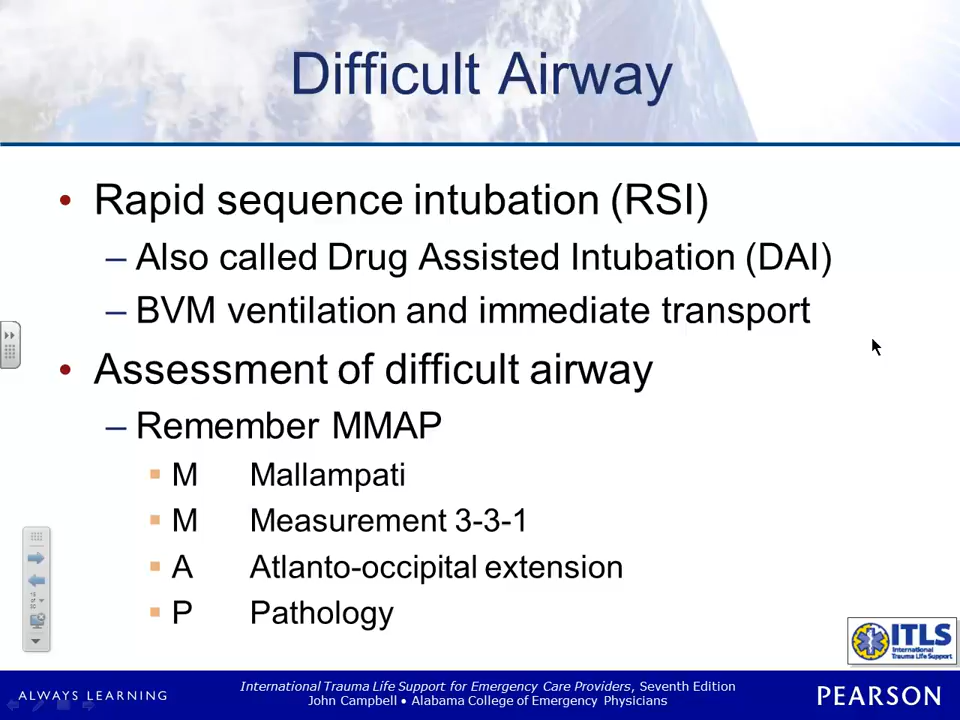 Difficult Airway
• Rapid sequence intubation (RSI)
– Also called Drug Assisted Intubation (DAI)
– BVM ventilation and immediate transport
• Assessment of difficult airway
– Remember MMAP
▪ M Mallampati
▪ M Measurement 3-3-1
▪ A Atlanto-occipital extension
▪ P Pathology
ITLS
International
Trauma Life Support
ALWAYS LEARNING
International Trauma Life Support for Emergency Care Providers, Seventh Edition
John Campbell • Alabama College of Emergency Physicians
PEARSON